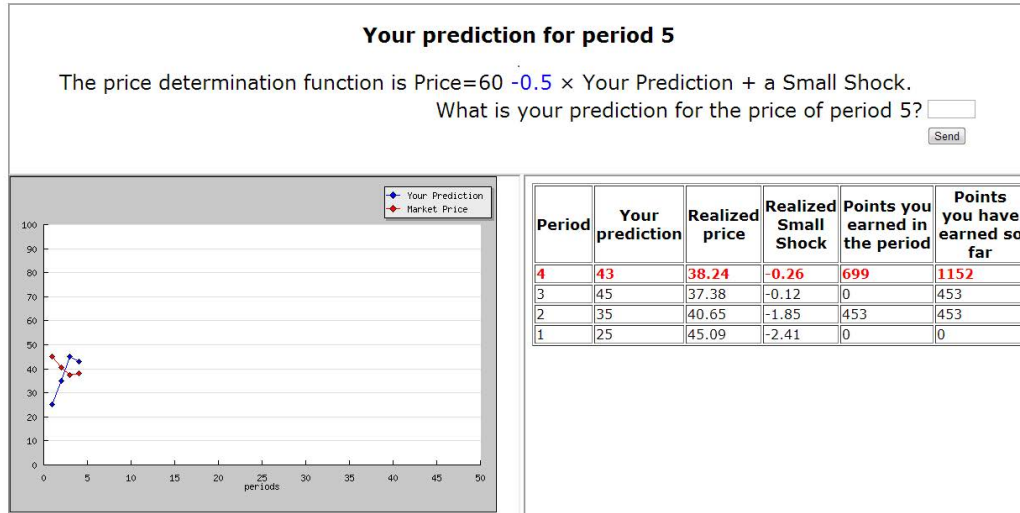 Your prediction for period 5
The price determination function is Price=60 -0.5 × Your Prediction + a Small Shock.
What is your prediction for the price of period 5?
Send
Your Prediction
Market Price
100
90
80
70
60
50
40
30
20
10
0
0 5 10 15 20 25 30 35 40 45 50
periods
Period Your prediction Realized price Realized Small Shock Points you earned in the period Points you have earned so far
4 43 38.24 -0.26 699 1152
3 45 37.38 -0.12 0 453
2 35 40.65 -1.85 453 453
1 25 45.09 -2.41 0 0